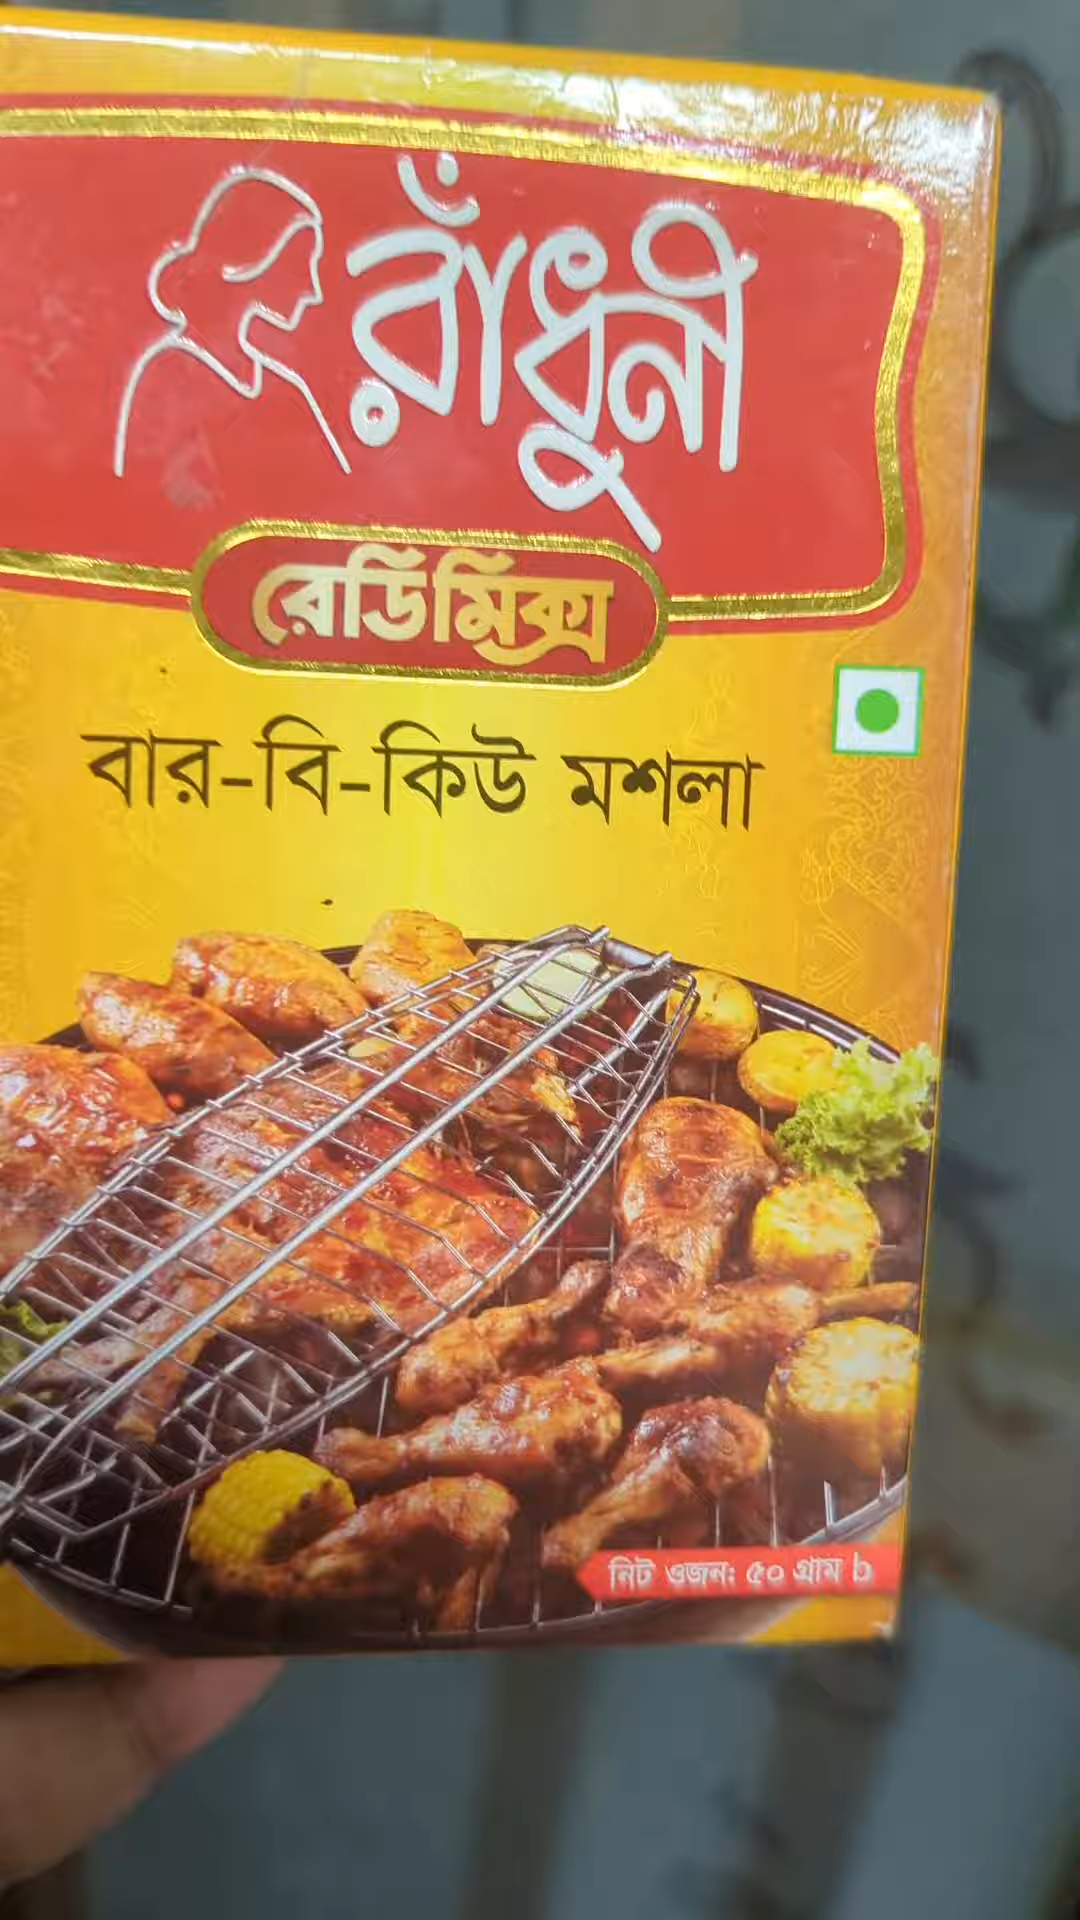 রাঁধুনী
রেডিমিক্স
বার-বি-কিউ মশলা
নিট ওজন: ৫০ গ্রাম ৳